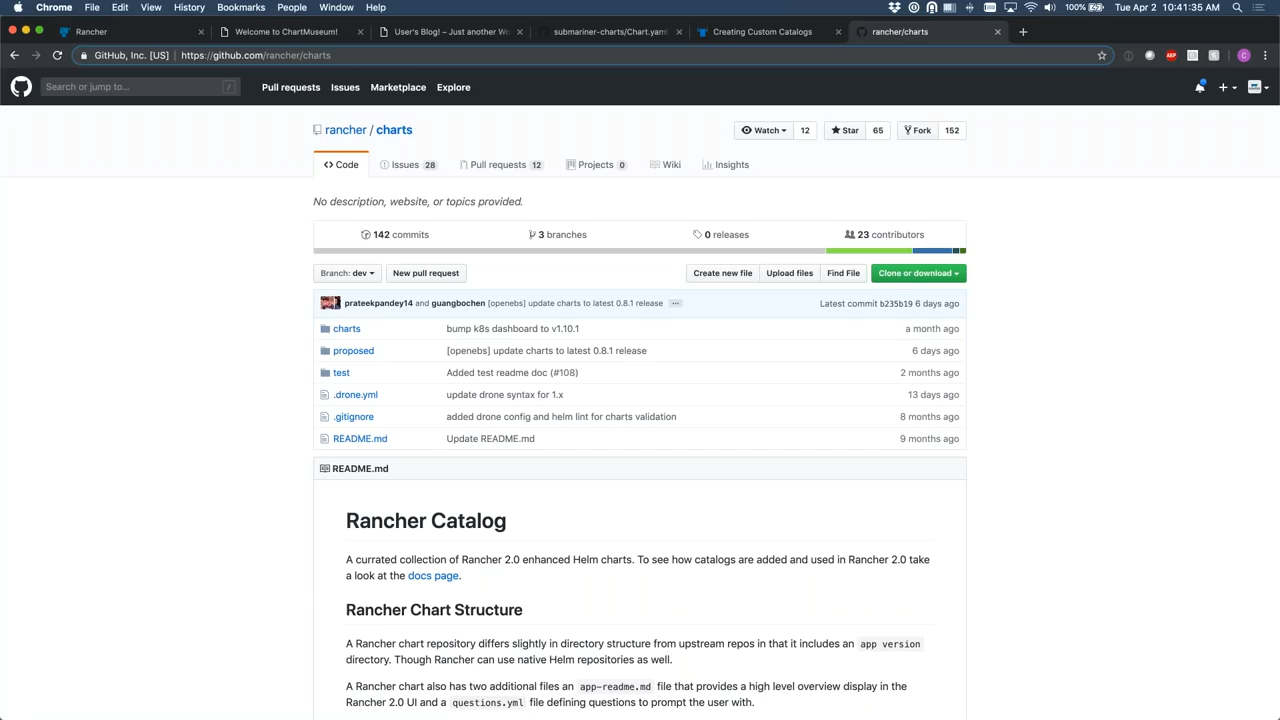 Chrome File Edit View History Bookmarks People Window Help 100% Tue Apr 2 10:41:35 AM
Rancher Welcome to ChartMuseum! User's Blog! – Just another Wo submariner-charts/Chart.yaml Creating Custom Catalogs rancher/charts
GitHub, Inc. [US] https://github.com/rancher/charts
Search or jump to... / Pull requests Issues Marketplace Explore
rancher / charts Watch 12 Star 65 Fork 152
Code Issues 28 Pull requests 12 Projects 0 Wiki Insights
No description, website, or topics provided.
142 commits 3 branches 0 releases 23 contributors
Branch: dev New pull request Create new file Upload files Find File Clone or download
prateekpandey14 and guangbochen [openebs] update charts to latest 0.8.1 release ... Latest commit b235b19 6 days ago
charts bump k8s dashboard to v1.10.1 a month ago
proposed [openebs] update charts to latest 0.8.1 release 6 days ago
test Added test readme doc (#108) 2 months ago
.drone.yml update drone syntax for 1.x 13 days ago
.gitignore added drone config and helm lint for charts validation 8 months ago
README.md Update README.md 9 months ago
README.md
Rancher Catalog
A currated collection of Rancher 2.0 enhanced Helm charts. To see how catalogs are added and used in Rancher 2.0 take
a look at the docs page.
Rancher Chart Structure
A Rancher chart repository differs slightly in directory structure from upstream repos in that it includes an app version
directory. Though Rancher can use native Helm repositories as well.
A Rancher chart also has two additional files an app-readme.md file that provides a high level overview display in the
Rancher 2.0 UI and a questions.yml file defining questions to prompt the user with.